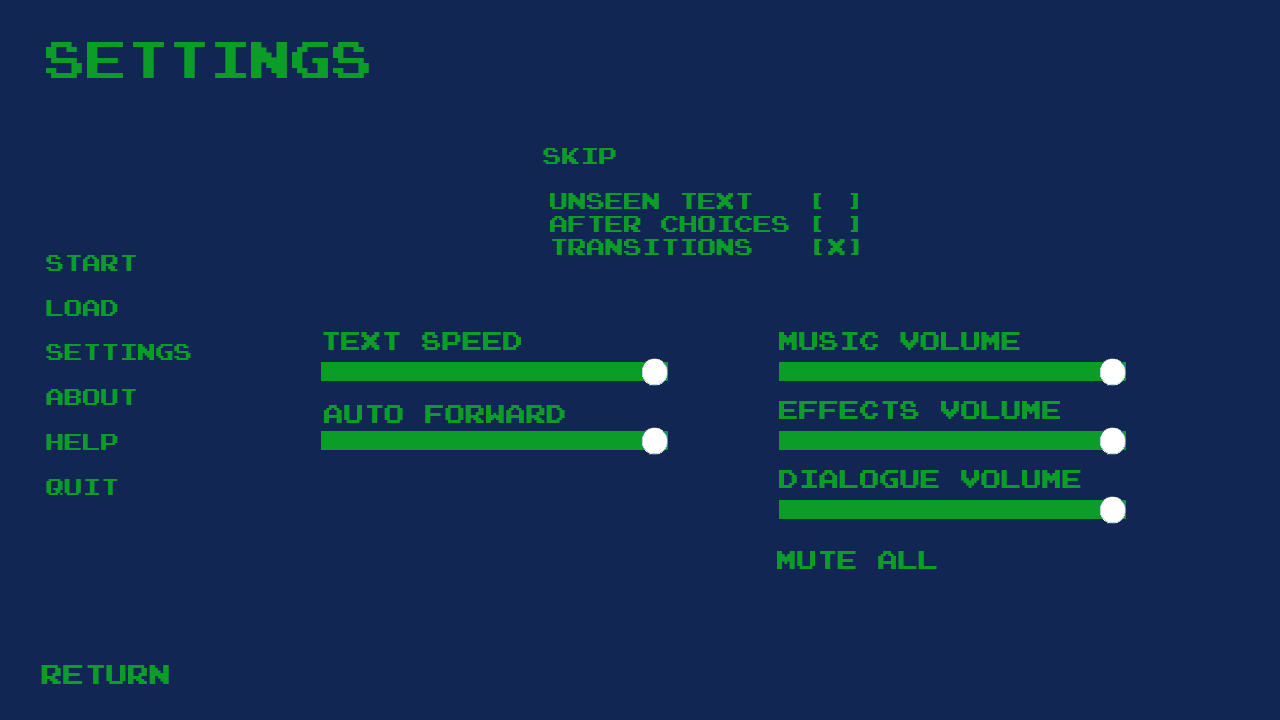 SETTINGS
SKIP
UNSEEN TEXT [ ]
AFTER CHOICES [ ]
TRANSITIONS [X]
START
LOAD
SETTINGS
ABOUT
HELP
QUIT
TEXT SPEED
AUTO FORWARD
MUSIC VOLUME
EFFECTS VOLUME
DIALOGUE VOLUME
MUTE ALL
RETURN